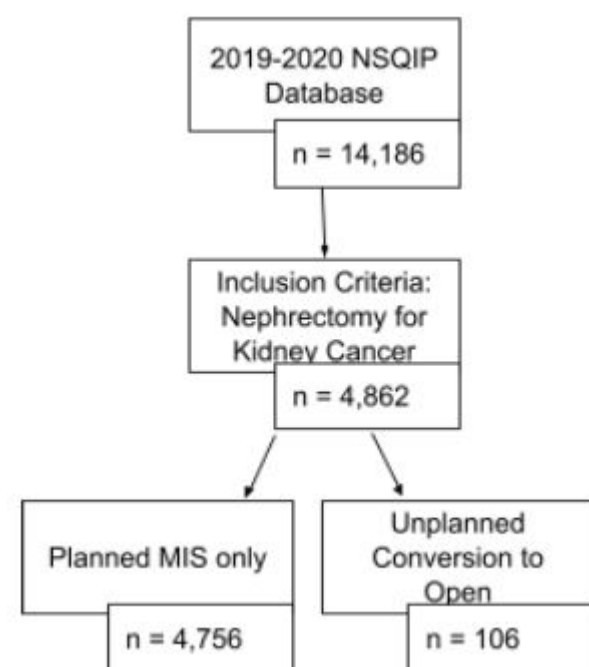 2019-2020 NSQIP
Database
n = 14,186
Inclusion Criteria:
Nephrectomy for
Kidney Cancer
n = 4,862
Planned MIS only
n = 4,756
Unplanned
Conversion to
Open
n = 106